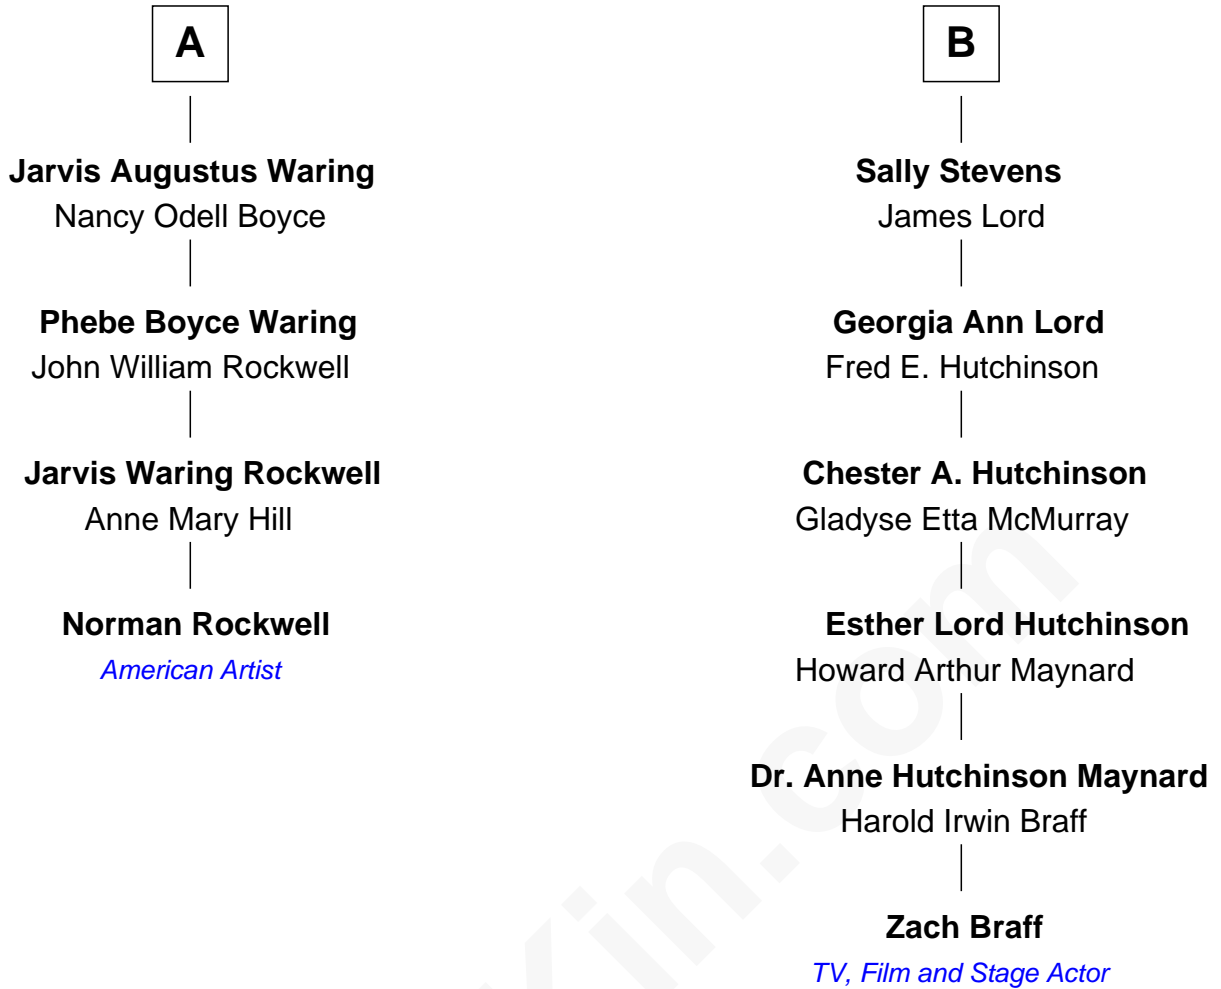 A
Jarvis Augustus Waring
Nancy Odell Boyce
Phebe Boyce Waring
John William Rockwell
Jarvis Waring Rockwell
Anne Mary Hill
Norman Rockwell
American Artist
B
Sally Stevens
James Lord
Georgia Ann Lord
Fred E. Hutchinson
Chester A. Hutchinson
Gladyse Etta McMurray
Esther Lord Hutchinson
Howard Arthur Maynard
Dr. Anne Hutchinson Maynard
Harold Irwin Braff
Zach Braff
TV, Film and Stage Actor
Kin.com